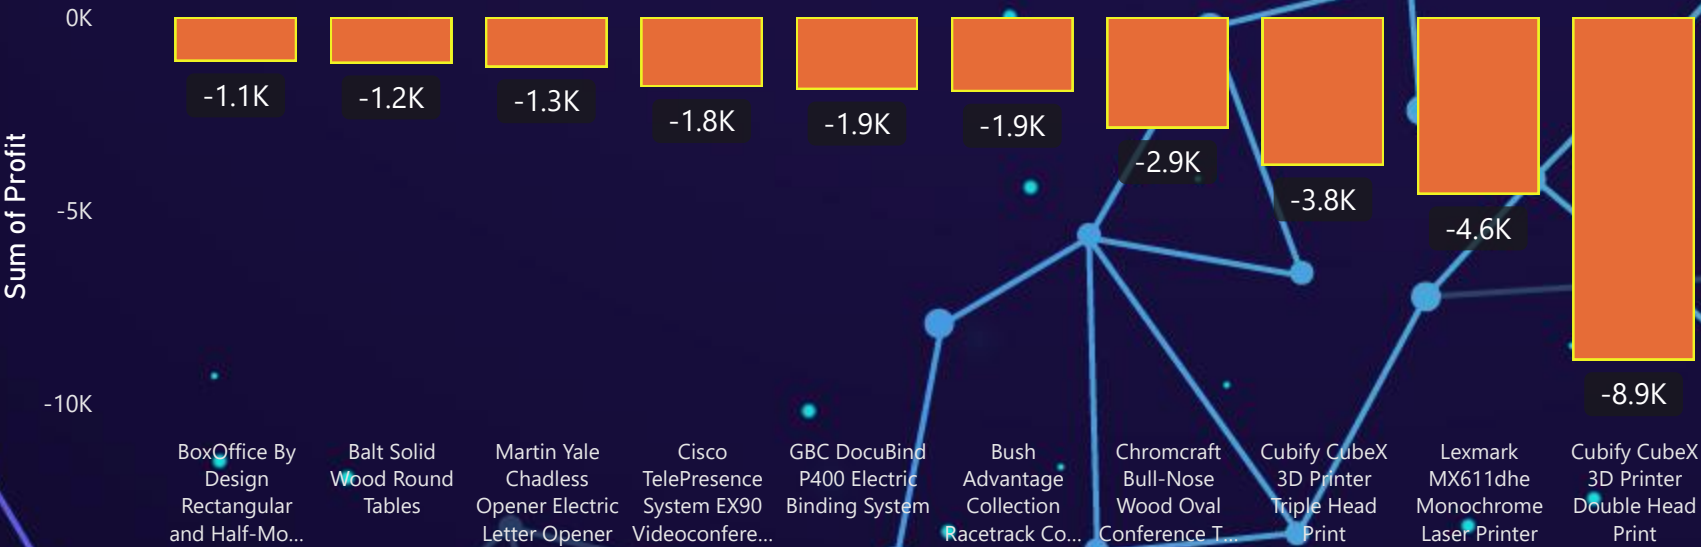 0K
-5K
-10K
Sum of Profit
-1.1K
-1.2K
-1.3K
-1.8K
-1.9K
-1.9K
-2.9K
-3.8K
-4.6K
-8.9K
BoxOffice By
Design
Rectangular
and Half-Mo...
Balt Solid
Wood Round
Tables
Martin Yale
Chadless
Opener Electric
Letter Opener
Cisco
TelePresence
System EX90
Videoconfere...
GBC DocuBind
P400 Electric
Binding System
Bush
Advantage
Collection
Racetrack Co...
Chromcraft
Bull-Nose
Wood Oval
Conference T...
Cubify CubeX
3D Printer
Triple Head
Print
Lexmark
MX611dhe
Monochrome
Laser Printer
Cubify CubeX
3D Printer
Double Head
Print